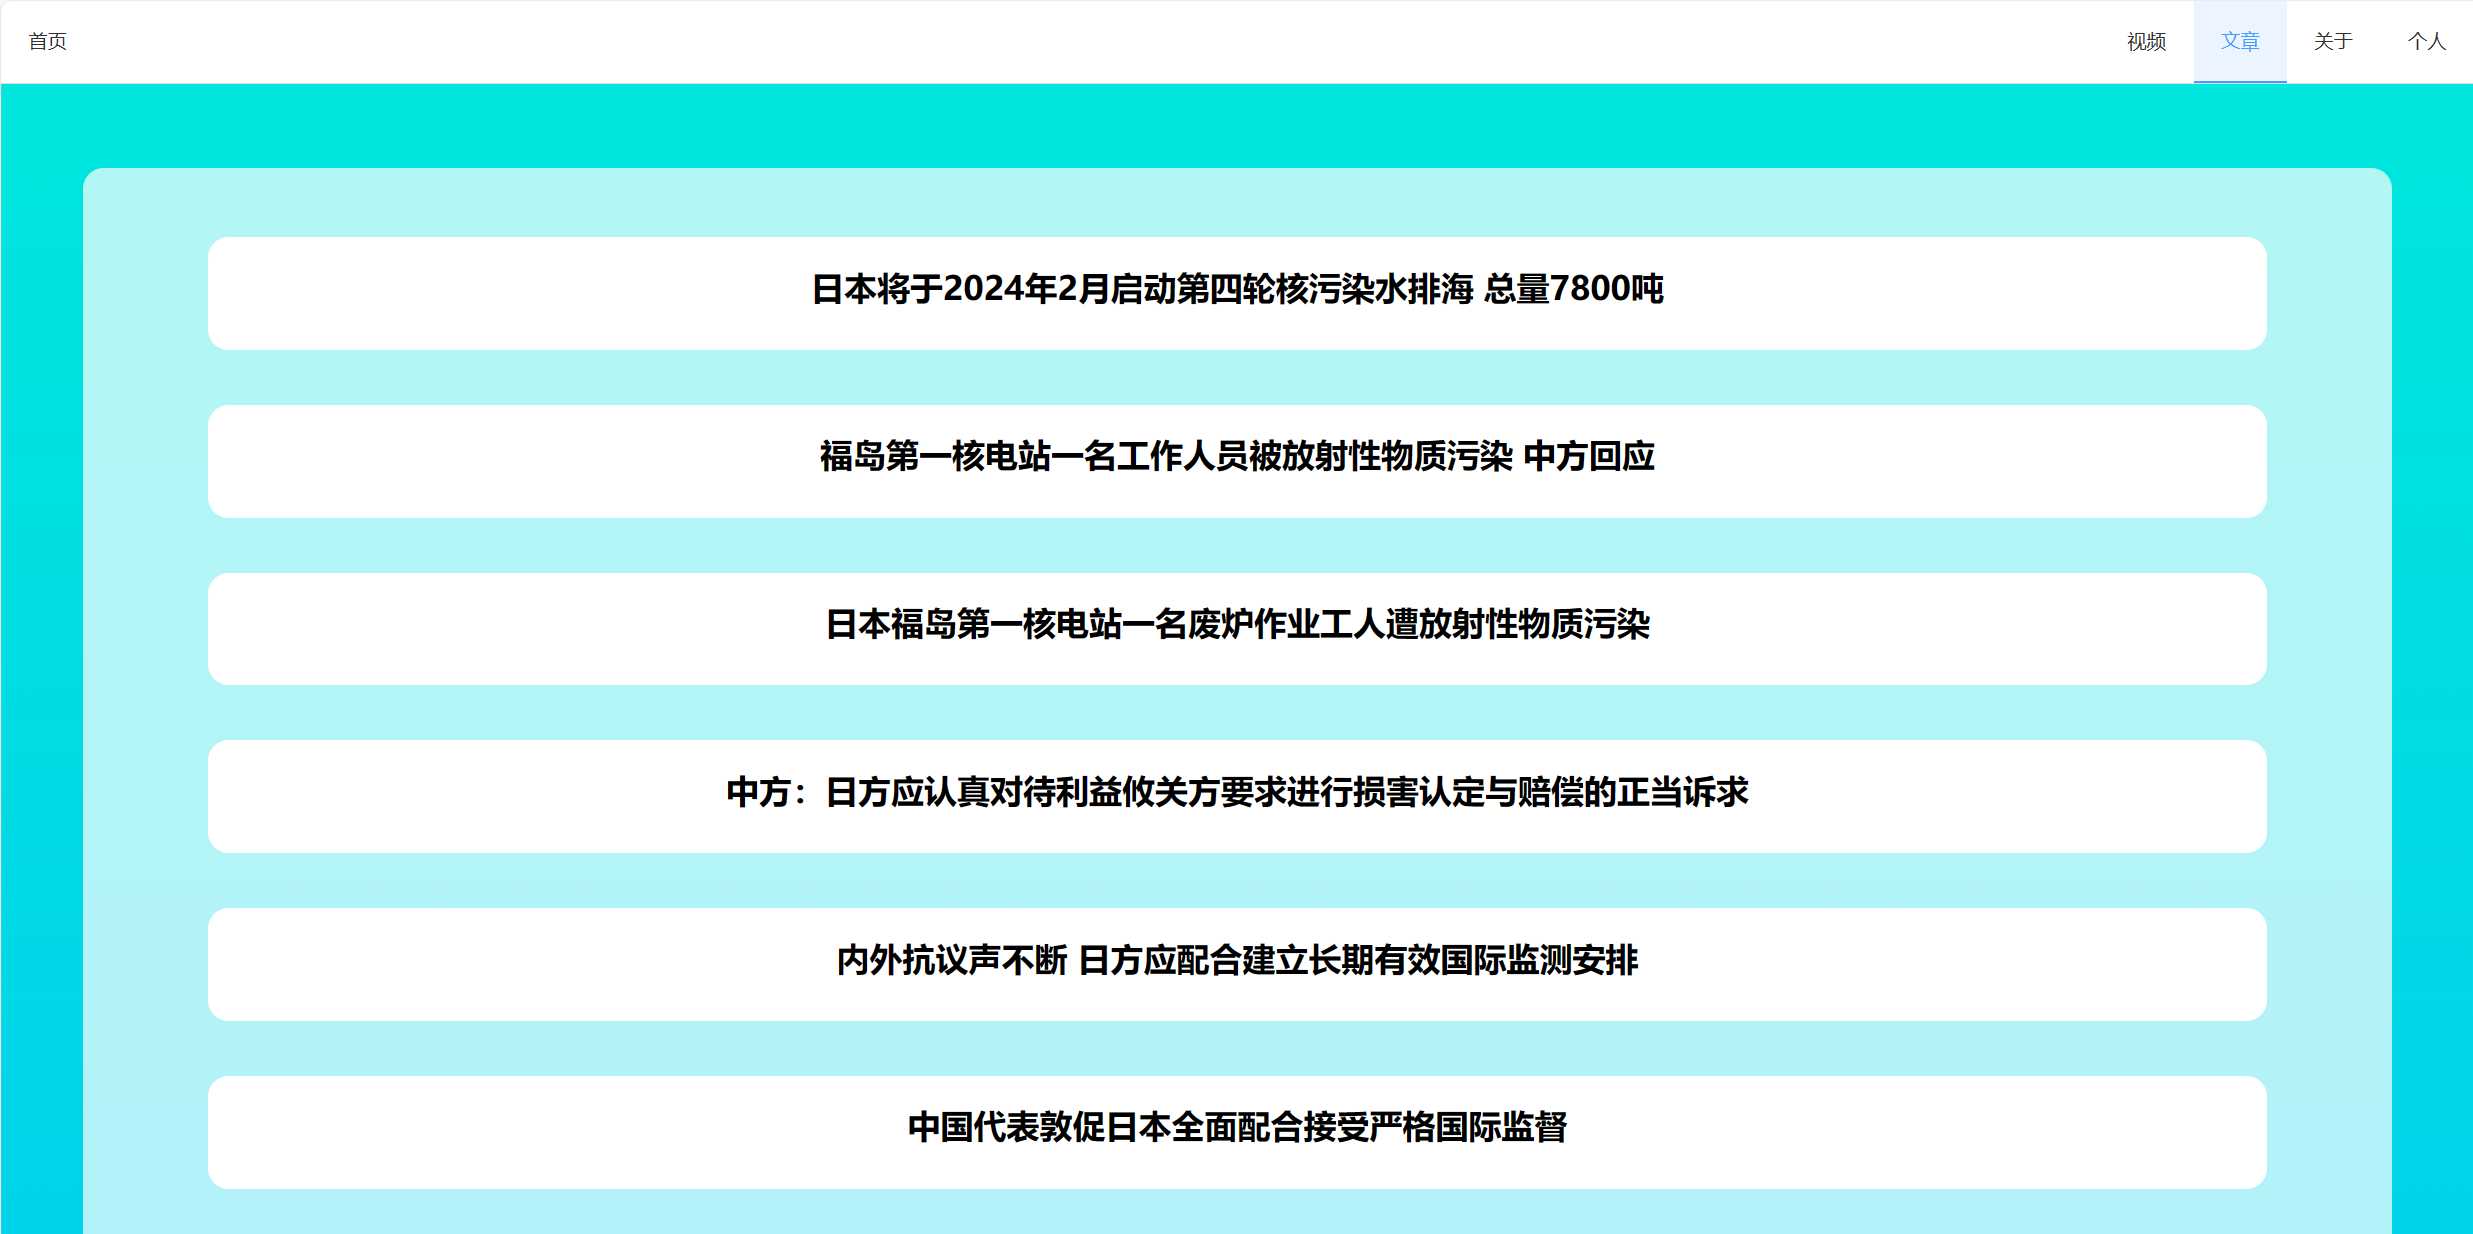 首页
视频
文章
关于
个人
日本将于2024年2月启动第四轮核污染水排海 总量7800吨
福岛第一核电站一名工作人员被放射性物质污染 中方回应
日本福岛第一核电站一名废炉作业工人遭放射性物质污染
中方：日方应认真对待利益攸关方要求进行损害认定与赔偿的正当诉求
内外抗议声不断 日方应配合建立长期有效国际监测安排
中国代表敦促日本全面配合接受严格国际监督